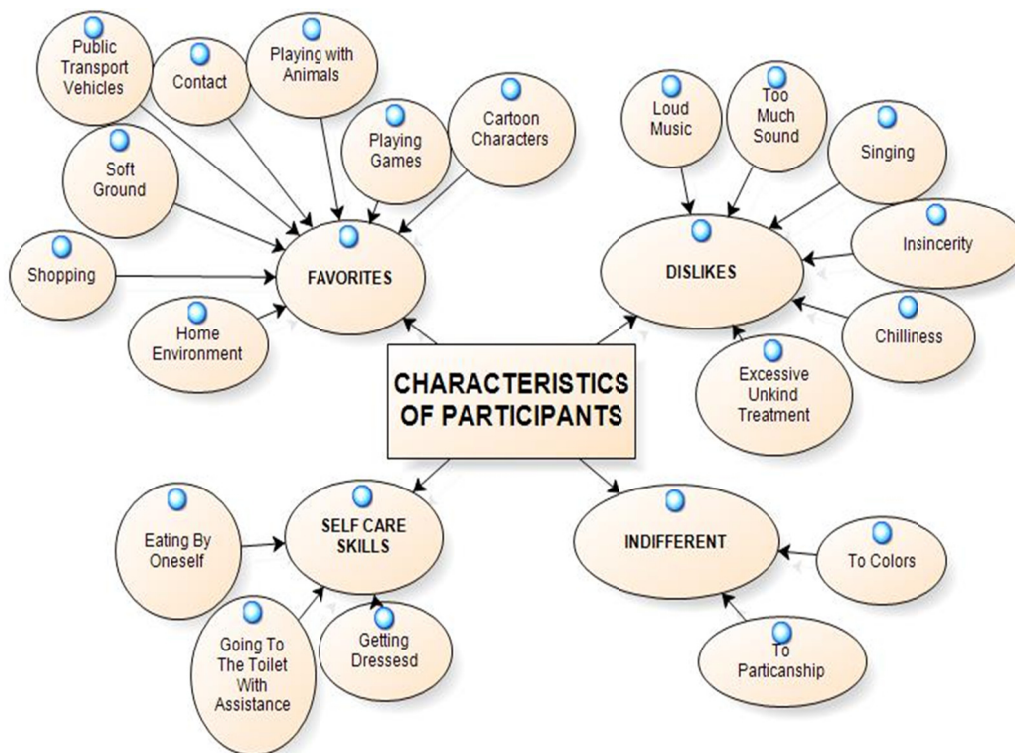 Public
Transport
Vehicles
Contact
Playing with
Animals
Playing
Games
Cartoon
Characters
Soft
Ground
Shopping
Home
Environment
FAVORITES
Loud
Music
Too
Much
Sound
Singing
Insincerity
Chilliness
Excessive
Unkind
Treatment
DISLIKES
CHARACTERISTICS
OF PARTICIPANTS
SELF CARE
SKILLS
Eating By
Oneself
Going To
The Toilet
With
Assistance
Getting
Dressesd
INDIFFERENT
To Colors
To
Particanship